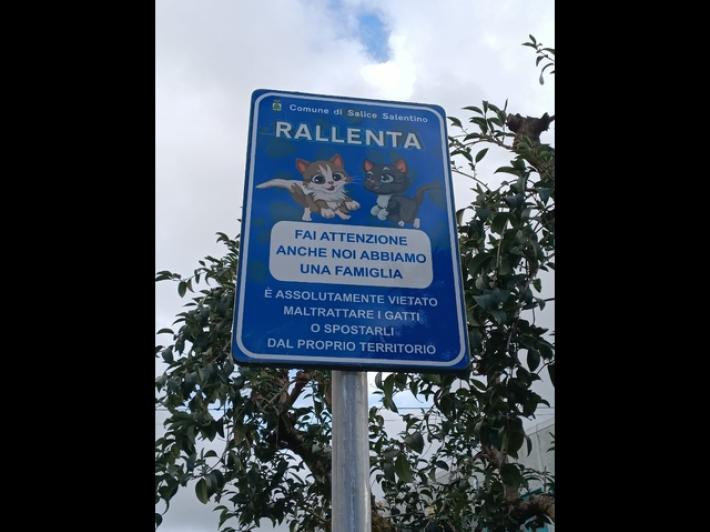 Comune di Salice Salentino
RALLENTA
FAI ATTENZIONE
ANCHE NOI ABBIAMO
UNA FAMIGLIA
È ASSOLUTAMENTE VIETATO
MALTRATTARE I GATTI
O SPOSTARLI
DAL PROPRIO TERRITORIO